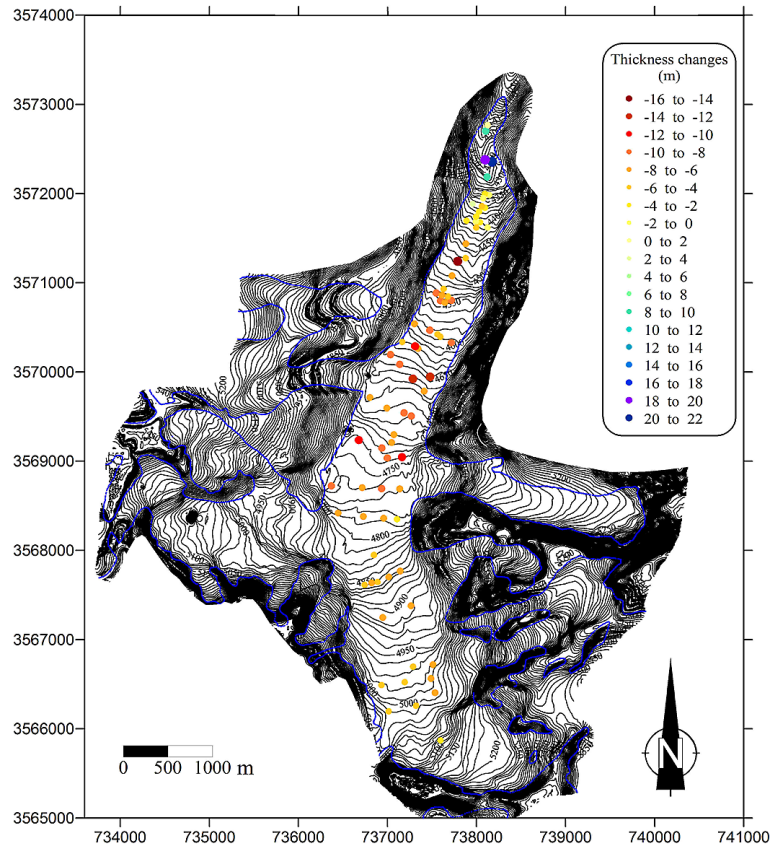 3574000
3573000
3572000
3571000
3570000
3569000
3568000
3567000
3566000
3565000
Thickness changes
(m)
-16 to -14
-14 to -12
-12 to -10
-10 to -8
-8 to -6
-6 to -4
-4 to -2
-2 to 0
0 to 2
2 to 4
4 to 6
6 to 8
8 to 10
10 to 12
12 to 14
14 to 16
16 to 18
18 to 20
20 to 22
4750
4800
4850
4900
4950
5000
5200
0 500 1000 m
N
734000 735000 736000 737000 738000 739000 740000 741000